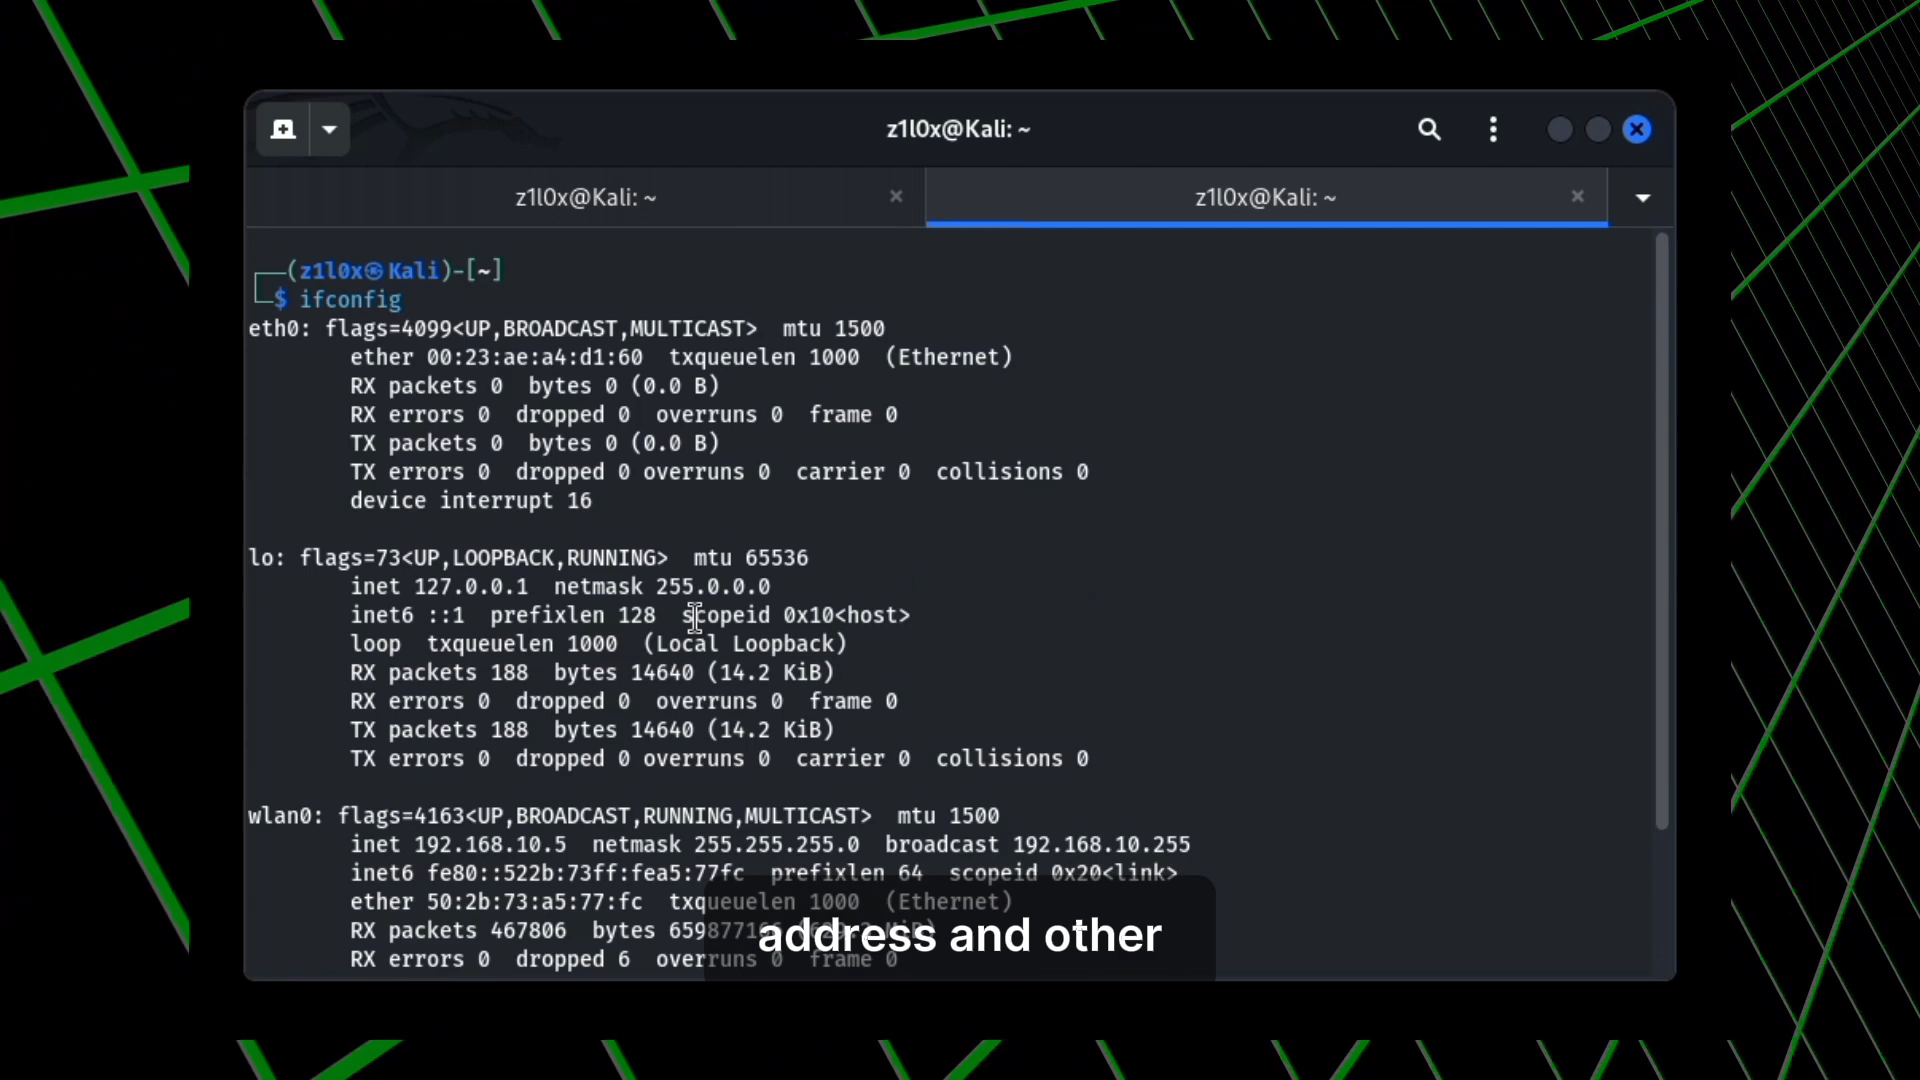 z1l0x@Kali: ~
z1l0x@Kali: ~
z1l0x@Kali: ~
(z1l0x㉿Kali)-[~]
$ ifconfig
eth0: flags=4099<UP,BROADCAST,MULTICAST>  mtu 1500
ether 00:23:ae:a4:d1:60  txqueuelen 1000  (Ethernet)
RX packets 0  bytes 0 (0.0 B)
RX errors 0  dropped 0  overruns 0  frame 0
TX packets 0  bytes 0 (0.0 B)
TX errors 0  dropped 0 overruns 0  carrier 0  collisions 0
device interrupt 16
lo: flags=73<UP,LOOPBACK,RUNNING>  mtu 65536
inet 127.0.0.1  netmask 255.0.0.0
inet6 ::1  prefixlen 128  scopeid 0x10<host>
loop  txqueuelen 1000  (Local Loopback)
RX packets 188  bytes 14640 (14.2 KiB)
RX errors 0  dropped 0  overruns 0  frame 0
TX packets 188  bytes 14640 (14.2 KiB)
TX errors 0  dropped 0 overruns 0  carrier 0  collisions 0
wlan0: flags=4163<UP,BROADCAST,RUNNING,MULTICAST>  mtu 1500
inet 192.168.10.5  netmask 255.255.255.0  broadcast 192.168.10.255
inet6 fe80::522b:73ff:fea5:77fc  prefixlen 64  scopeid 0x20<link>
ether 50:2b:73:a5:77:fc  txqueuelen 1000  (Ethernet)
RX packets 467806  bytes
address and other
RX errors 0  dropped 6  overruns 0  frame 0